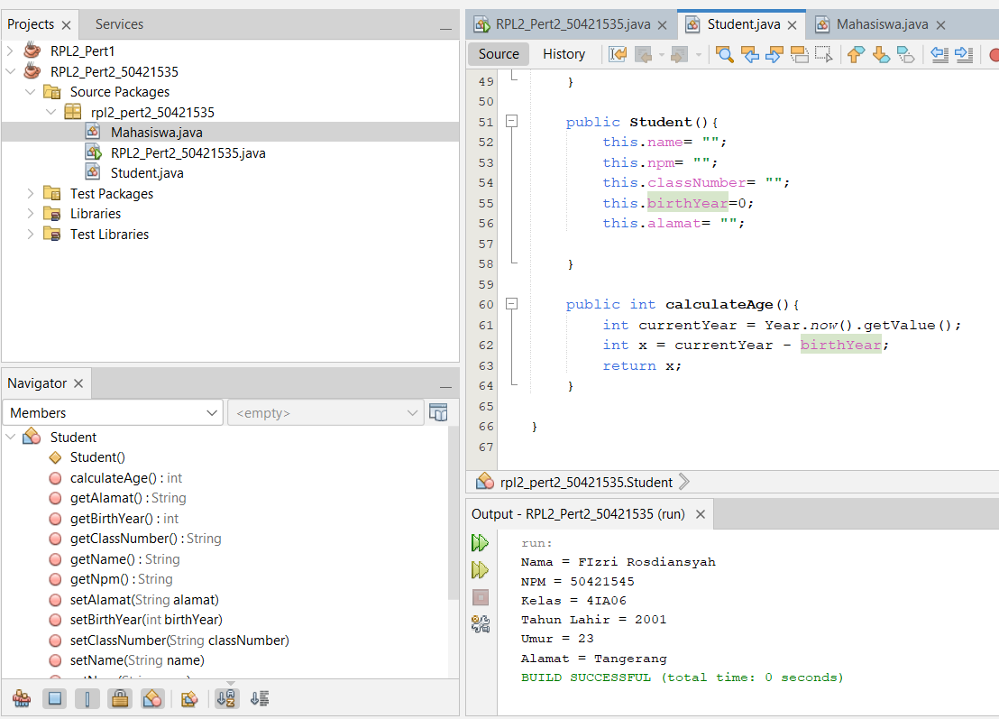 Projects
Services
RPL2_Pert1
RPL2_Pert2_50421535
Source Packages
rpl2_pert2_50421535
Mahasiswa.java
RPL2_Pert2_50421535.java
Student.java
Test Packages
Libraries
Test Libraries
Navigator
Members
<empty>
Student
Student()
calculateAge() : int
getAlamat() : String
getBirthYear() : int
getClassNumber() : String
getName() : String
getNpm() : String
setAlamat(String alamat)
setBirthYear(int birthYear)
setClassNumber(String classNumber)
setName(String name)
RPL2_Pert2_50421535.java
Student.java
Mahasiswa.java
Source
History
49 }
50
51 public Student(){
52 this.name= "";
53 this.npm= "";
54 this.classNumber= "";
55 this.birthYear=0;
56 this.alamat= "";
57
58 }
59
60 public int calculateAge(){
61 int currentYear = Year.now().getValue();
62 int x = currentYear - birthYear;
63 return x;
64 }
65
66 }
67
rpl2_pert2_50421535.Student
Output - RPL2_Pert2_50421535 (run)
run:
Nama = FIzri Rosdiansyah
NPM = 50421545
Kelas = 4IA06
Tahun Lahir = 2001
Umur = 23
Alamat = Tangerang
BUILD SUCCESSFUL (total time: 0 seconds)